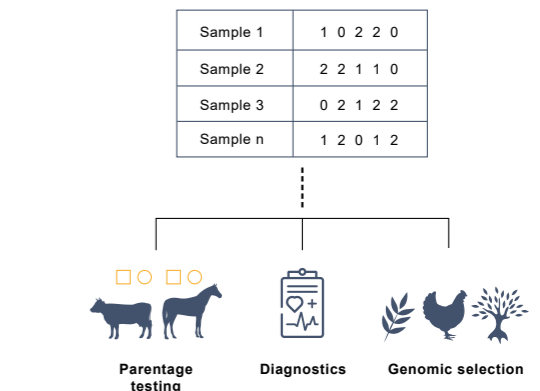 Sample 1 1 0 2 2 0
Sample 2 2 2 1 1 0
Sample 3 0 2 1 2 2
Sample n 1 2 0 1 2
Parentage
testing
Diagnostics
Genomic selection